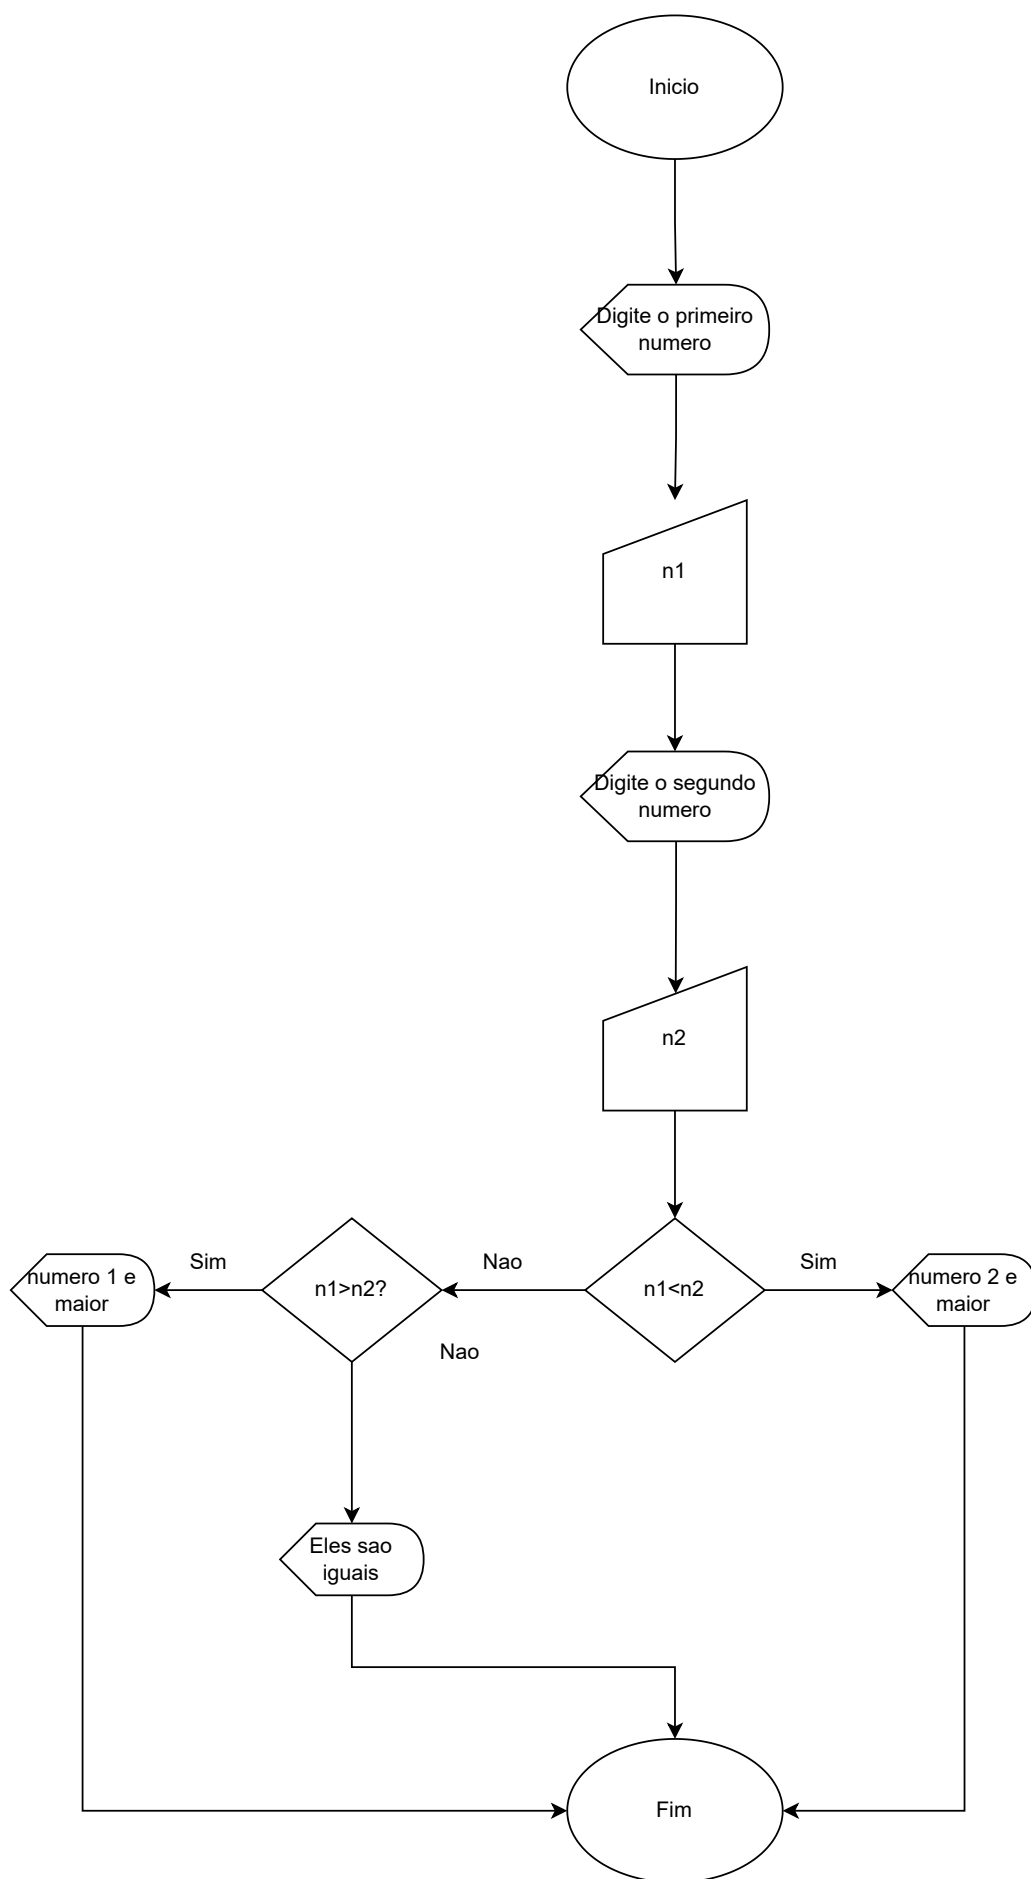 Inicio
Digite o primeiro
numero
n1
Digite o segundo
numero
n2
Sim
Nao
Sim
numero 1 e
maior
n1>n2?
n1<n2
numero 2 e
maior
Nao
Eles sao
iguais
Fim